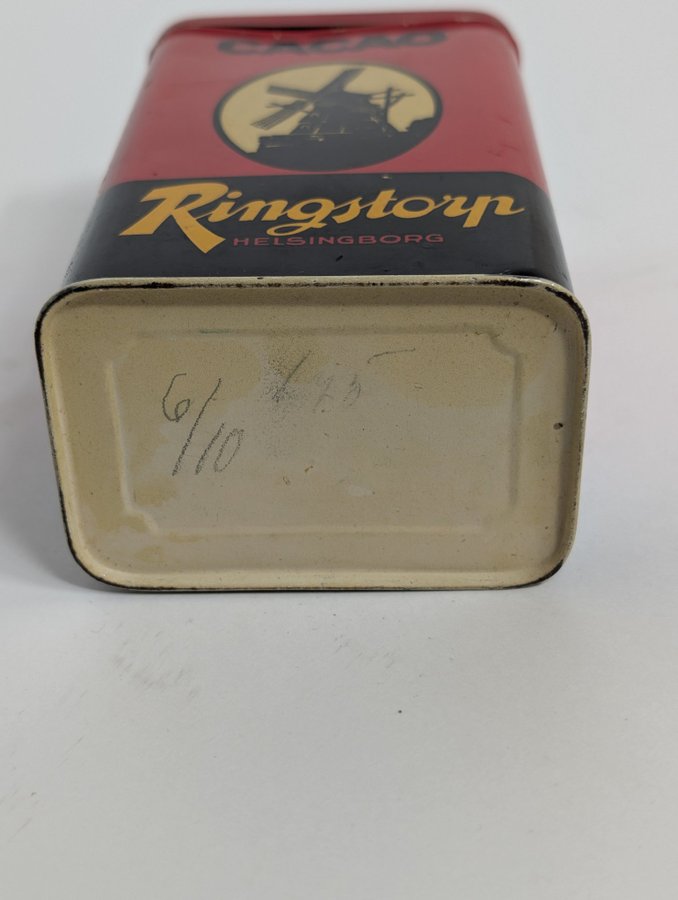 CACAO
Ringstorp
HELSINGBORG
6/10